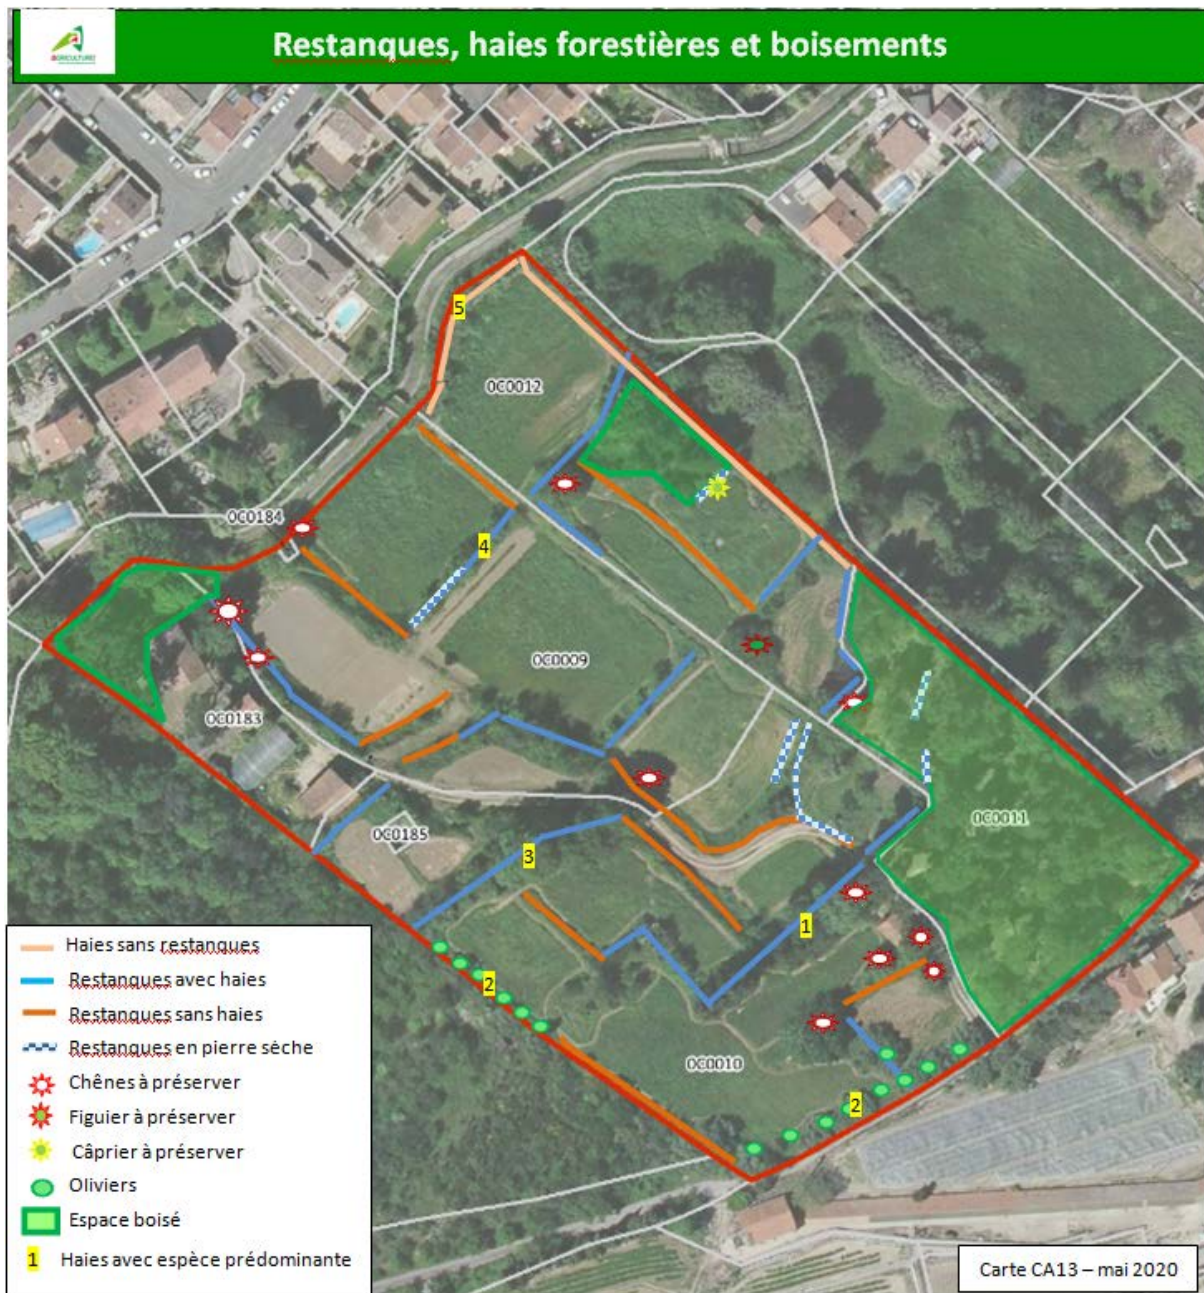 Restanques, haies forestières et boisements
AGRICULTURES
5
0C0012
0C0184
4
0C0009
0C0183
0C0011
0C0185
3
1
2
0C0010
2
Haies sans restanques
Restanques avec haies
Restanques sans haies
Restanques en pierre sèche
Chênes à préserver
Figuier à préserver
Câprier à préserver
Oliviers
Espace boisé
1 Haies avec espèce prédominante
Carte CA13 – mai 2020